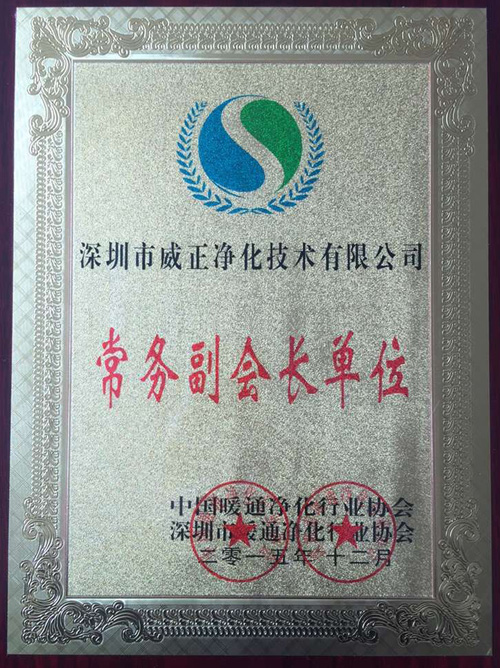 深圳市威正净化技术有限公司
常务副会长单位
中国暖通净化行业协会
深圳市暖通净化行业协会
二零一五年十二月